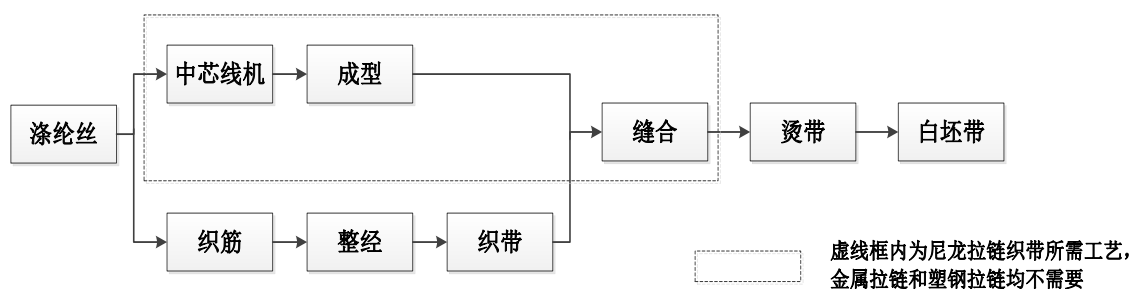 中芯线机
成型
涤纶丝
缝合
烫带
白坯带
织筋
整经
织带
虚线框内为尼龙拉链织带所需工艺，
金属拉链和塑钢拉链均不需要